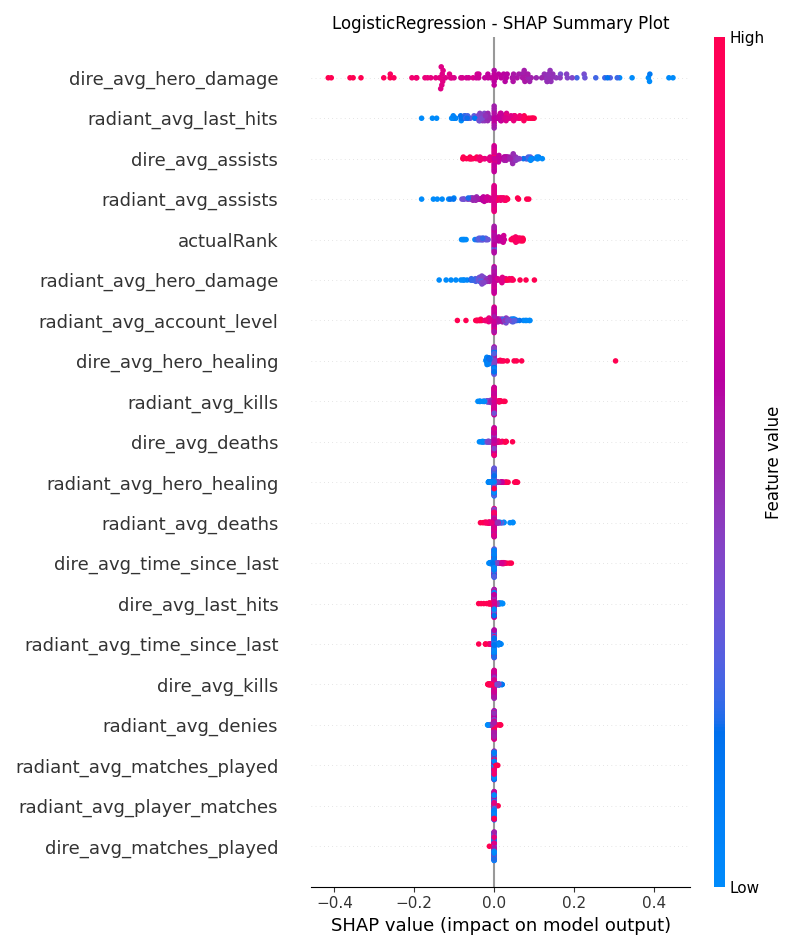 LogisticRegression - SHAP Summary Plot
High
dire_avg_hero_damage
radiant_avg_last_hits
dire_avg_assists
radiant_avg_assists
actualRank
radiant_avg_hero_damage
radiant_avg_account_level
dire_avg_hero_healing
radiant_avg_kills
dire_avg_deaths
radiant_avg_hero_healing
radiant_avg_deaths
dire_avg_time_since_last
dire_avg_last_hits
radiant_avg_time_since_last
dire_avg_kills
radiant_avg_denies
radiant_avg_matches_played
radiant_avg_player_matches
dire_avg_matches_played
Feature value
Low
−0.4 −0.2 0.0 0.2 0.4
SHAP value (impact on model output)